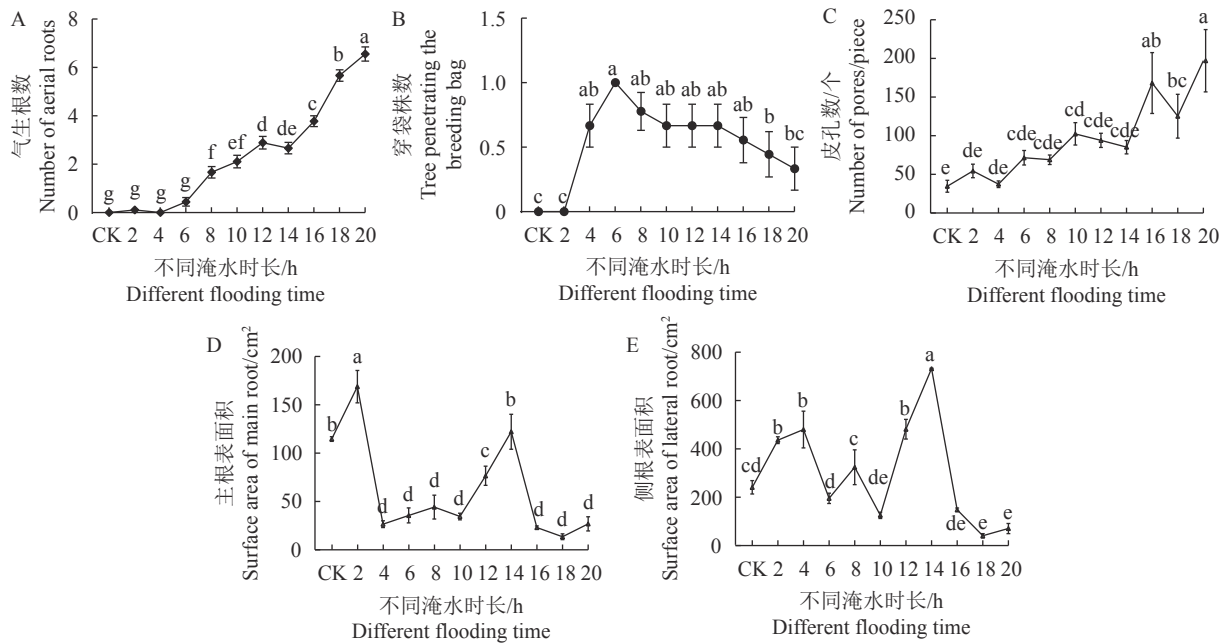 A
气生根数
Number of aerial roots
8
6
4
2
0
g g g g f ef d de c b a
CK 2 4 6 8 10 12 14 16 18 20
不同淹水时长/h
Different flooding time
B
穿袋株数
Tree penetrating the
breeding bag
1.5
1.0
0.5
0
c c ab a ab ab ab ab ab b bc
CK 2 4 6 8 10 12 14 16 18 20
不同淹水时长/h
Different flooding time
C
皮孔数/个
Number of pores/piece
250
200
150
100
50
0
e de de cde cde cd cde cde ab bc a
CK 2 4 6 8 10 12 14 16 18 20
不同淹水时长/h
Different flooding time
D
主根表面积
Surface area of main root/cm²
200
150
100
50
0
b a d d d d c b d d d
CK 2 4 6 8 10 12 14 16 18 20
不同淹水时长/h
Different flooding time
E
侧根表面积
Surface area of lateral root/cm²
800
600
400
200
0
cd b b d c de b a de e e
CK 2 4 6 8 10 12 14 16 18 20
不同淹水时长/h
Different flooding time